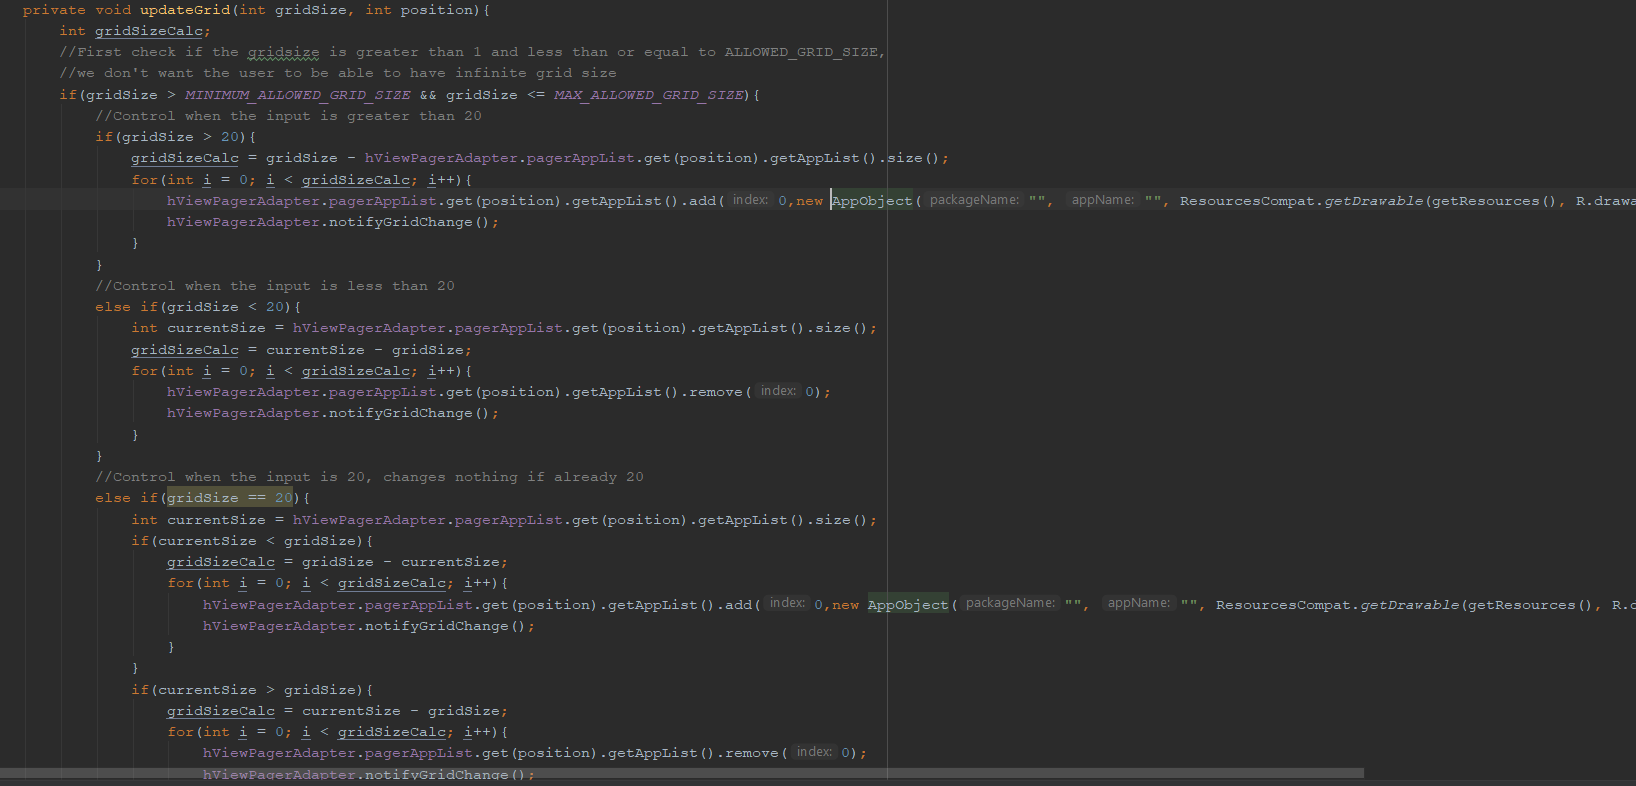 private void updateGrid(int gridSize, int position){
int gridSizeCalc;
//First check if the gridsize is greater than 1 and less than or equal to ALLOWED_GRID_SIZE,
//we don't want the user to be able to have infinite grid size
if(gridSize > MINIMUM_ALLOWED_GRID_SIZE && gridSize <= MAX_ALLOWED_GRID_SIZE){
//Control when the input is greater than 20
if(gridSize > 20){
gridSizeCalc = gridSize - hViewPagerAdapter.pagerAppList.get(position).getAppList().size();
for(int i = 0; i < gridSizeCalc; i++){
hViewPagerAdapter.pagerAppList.get(position).getAppList().add( index: 0,new AppObject( packageName: "", appName: "", ResourcesCompat.getDrawable(getResources(), R.drawa
hViewPagerAdapter.notifyGridChange();
}
}
//Control when the input is less than 20
else if(gridSize < 20){
int currentSize = hViewPagerAdapter.pagerAppList.get(position).getAppList().size();
gridSizeCalc = currentSize - gridSize;
for(int i = 0; i < gridSizeCalc; i++){
hViewPagerAdapter.pagerAppList.get(position).getAppList().remove( index: 0);
hViewPagerAdapter.notifyGridChange();
}
}
//Control when the input is 20, changes nothing if already 20
else if(gridSize == 20){
int currentSize = hViewPagerAdapter.pagerAppList.get(position).getAppList().size();
if(currentSize < gridSize){
gridSizeCalc = gridSize - currentSize;
for(int i = 0; i < gridSizeCalc; i++){
hViewPagerAdapter.pagerAppList.get(position).getAppList().add( index: 0,new AppObject( packageName: "", appName: "", ResourcesCompat.getDrawable(getResources(), R.d
hViewPagerAdapter.notifyGridChange();
}
}
if(currentSize > gridSize){
gridSizeCalc = currentSize - gridSize;
for(int i = 0; i < gridSizeCalc; i++){
hViewPagerAdapter.pagerAppList.get(position).getAppList().remove( index: 0);
hViewPagerAdapter.notifyGridChange();